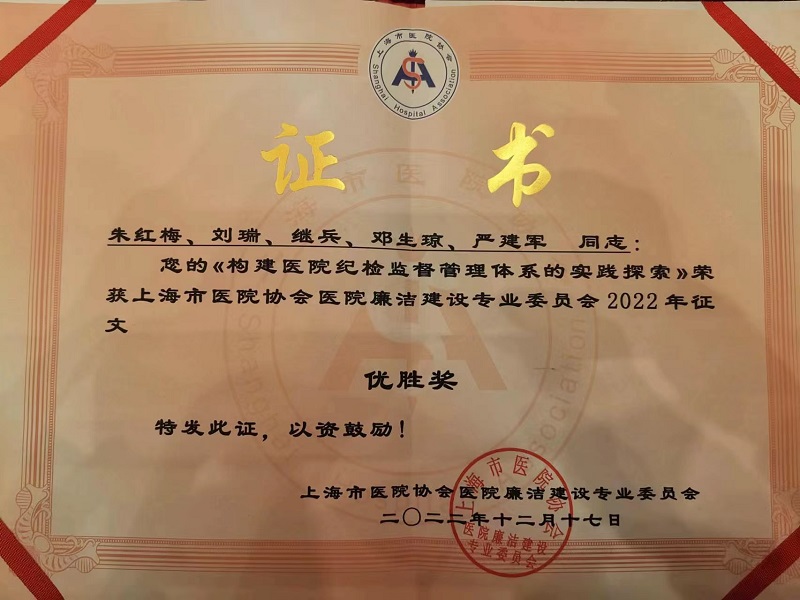 上海市医院协会
Shanghai Hospital Association
证书
朱红梅、刘瑞、继兵、邓生琼、严建军 同志：
您的《构建医院纪检监督管理体系的实践探索》荣
获上海市医院协会医院廉洁建设专业委员会2022年征
文
优胜奖
特发此证，以资鼓励！
上海市医院协会医院廉洁建设专业委员会
二〇二二年十二月十七日
上海市医院协会
医院廉洁建设
专业委员会